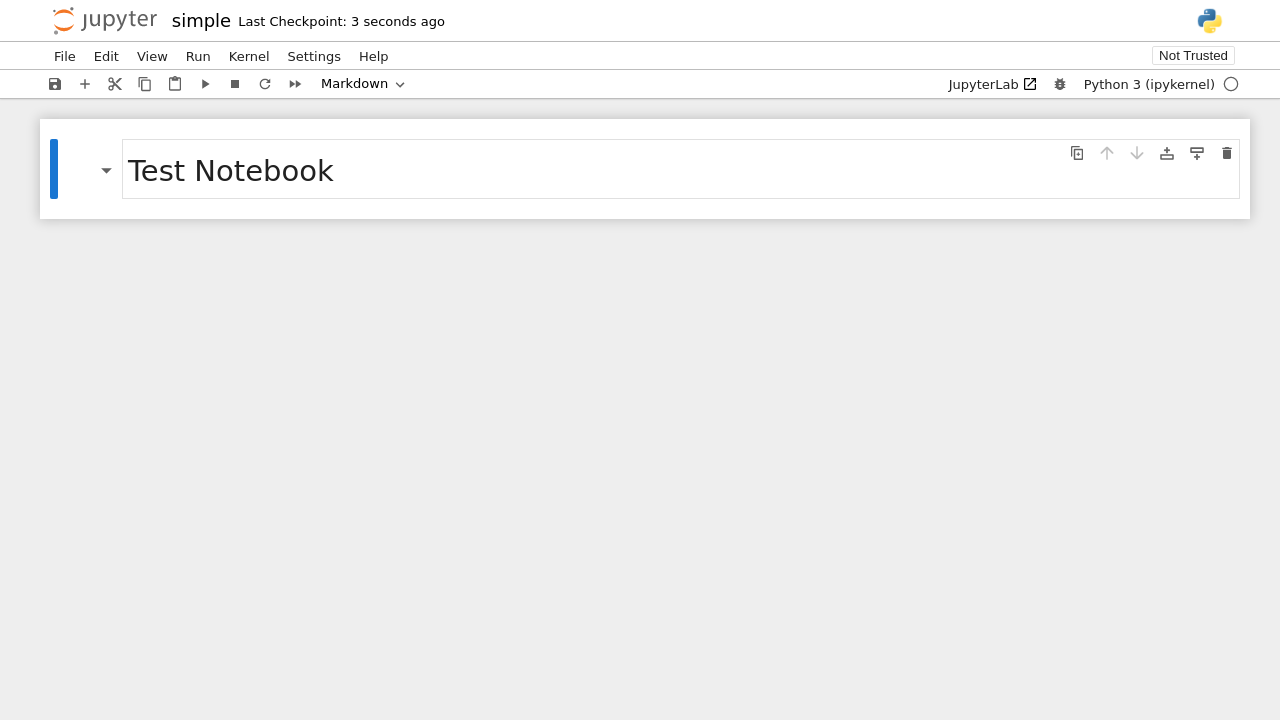 jupyter simple Last Checkpoint: 3 seconds ago
File Edit View Run Kernel Settings Help Not Trusted
Markdown JupyterLab Python 3 (ipykernel)
Test Notebook